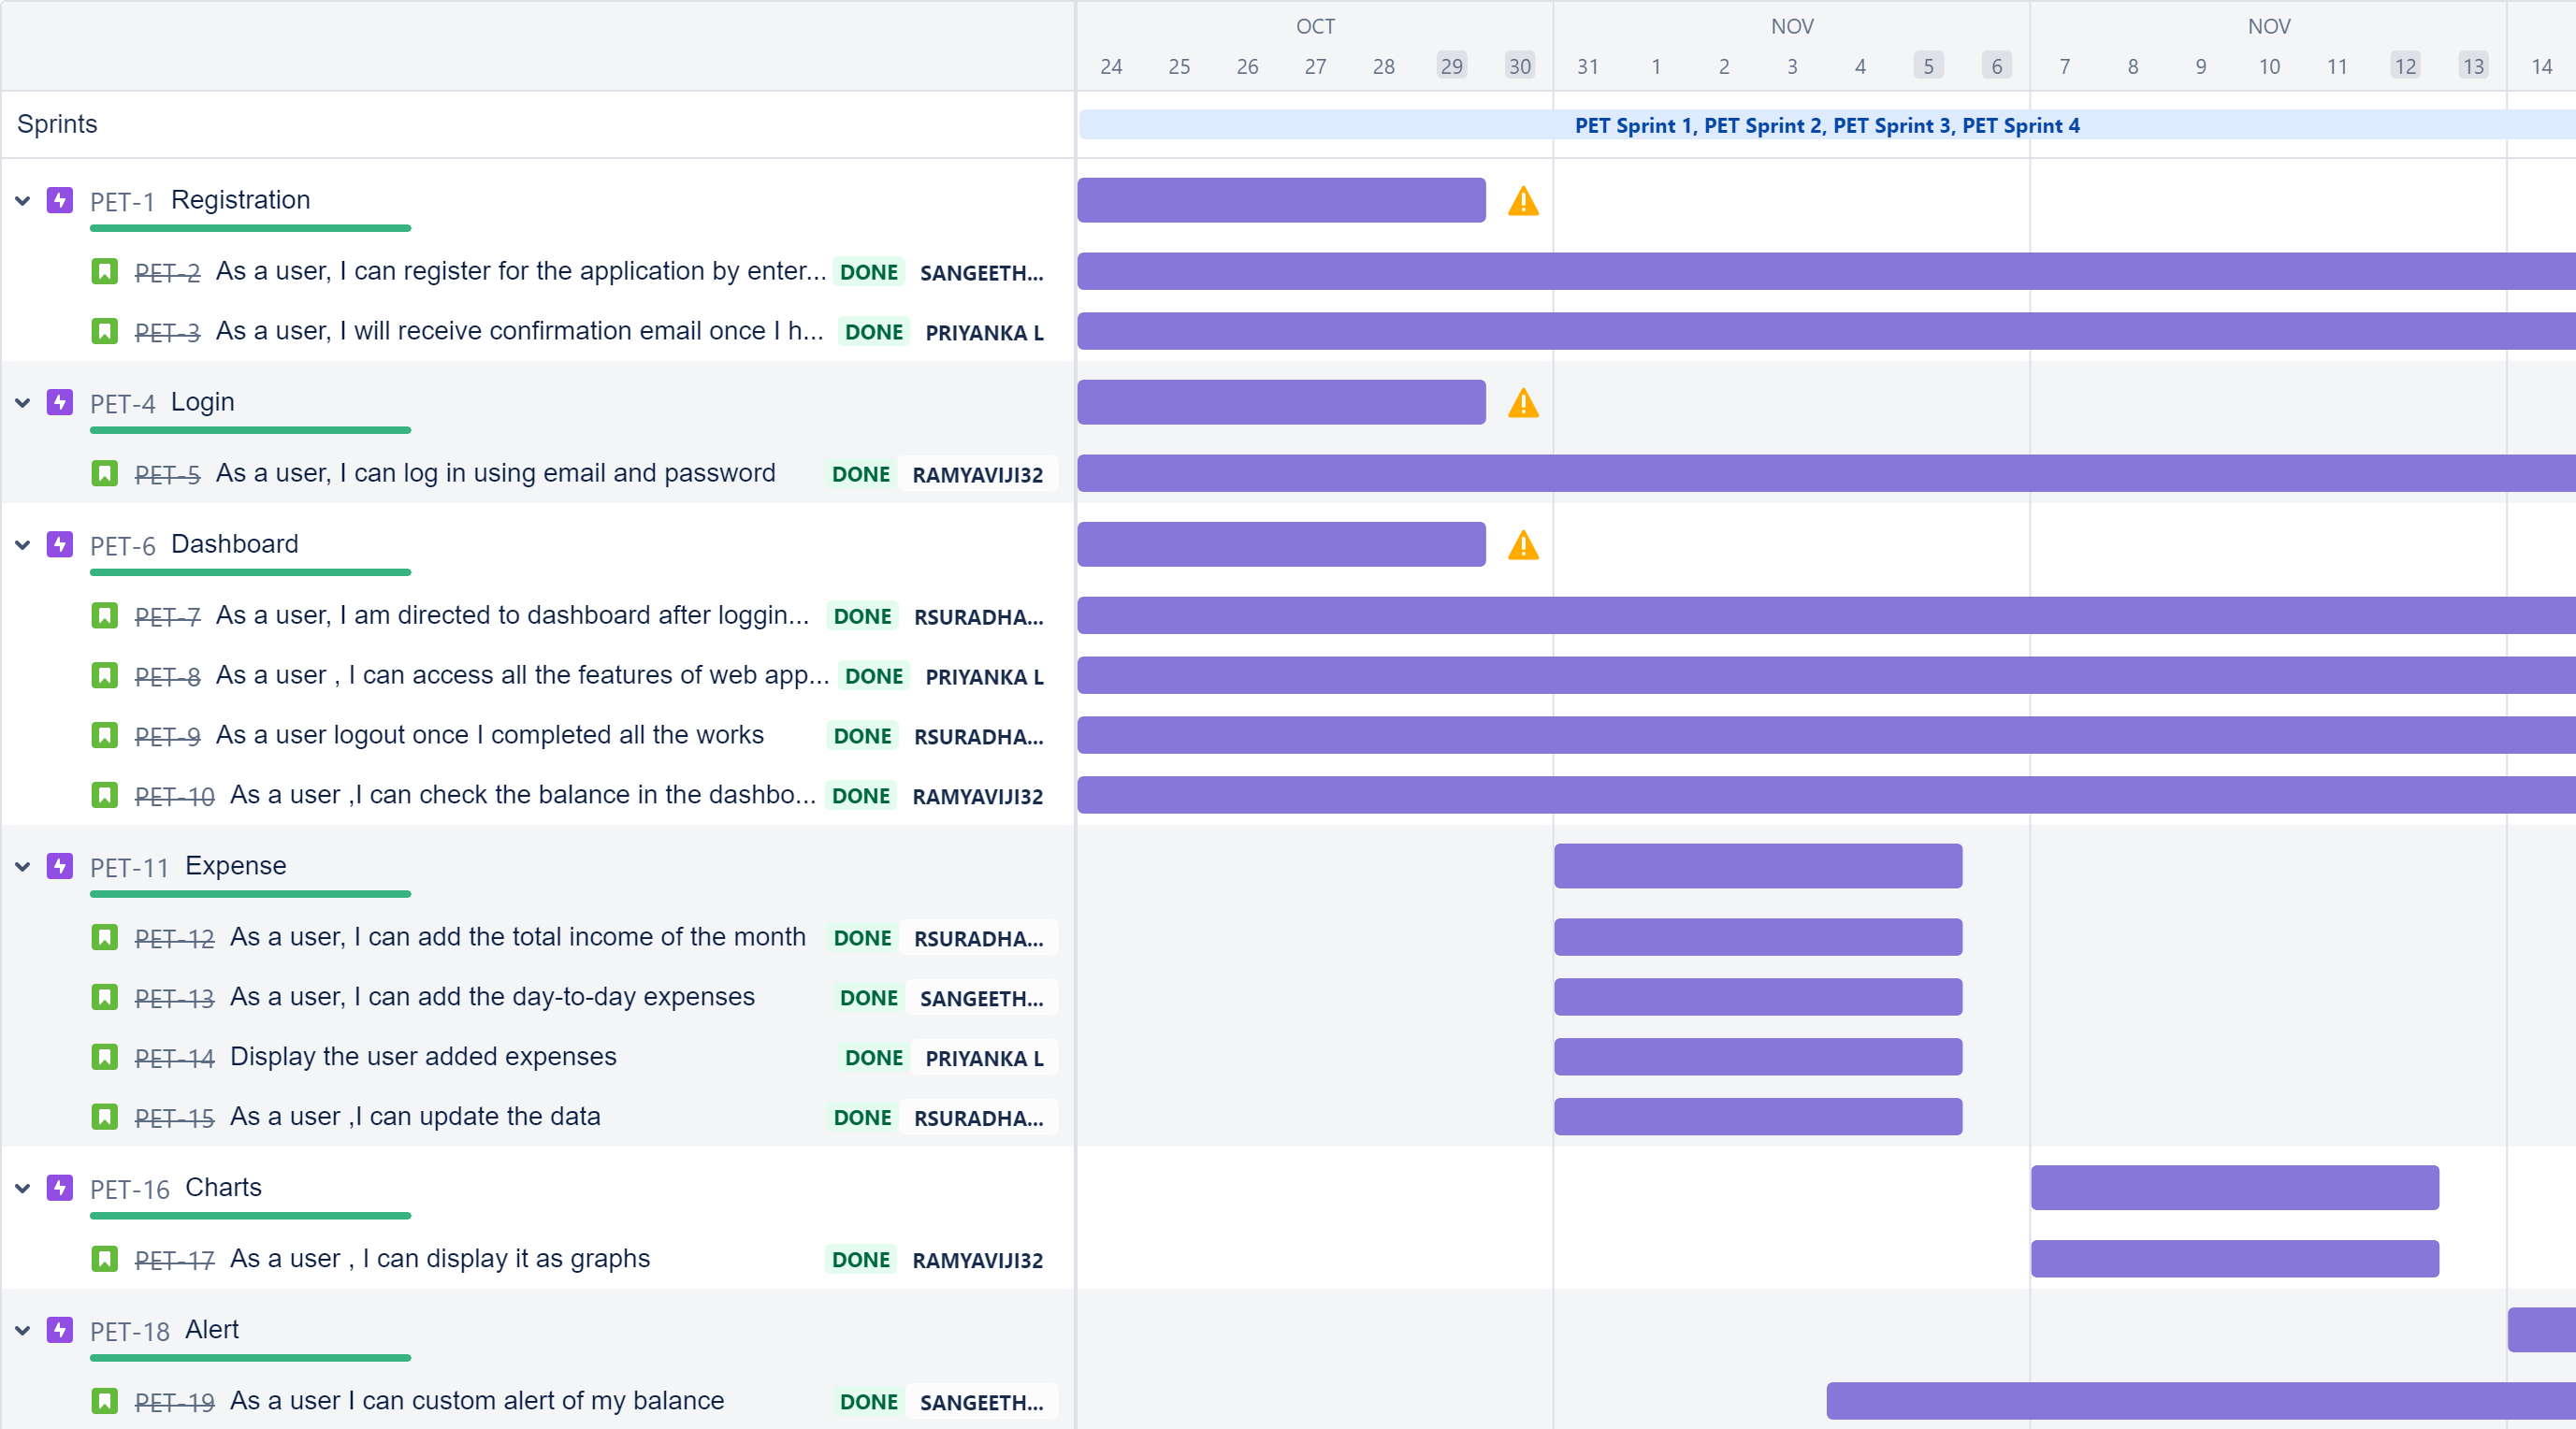 OCT NOV NOV
24 25 26 27 28 29 30 31 1 2 3 4 5 6 7 8 9 10 11 12 13 14
Sprints PET Sprint 1, PET Sprint 2, PET Sprint 3, PET Sprint 4
PET-1 Registration
PET-2 As a user, I can register for the application by enter... DONE SANGEETH...
PET-3 As a user, I will receive confirmation email once I h... DONE PRIYANKA L
PET-4 Login
PET-5 As a user, I can log in using email and password DONE RAMYAVIJI32
PET-6 Dashboard
PET-7 As a user, I am directed to dashboard after loggin... DONE RSURADHA...
PET-8 As a user , I can access all the features of web app... DONE PRIYANKA L
PET-9 As a user logout once I completed all the works DONE RSURADHA...
PET-10 As a user ,I can check the balance in the dashbo... DONE RAMYAVIJI32
PET-11 Expense
PET-12 As a user, I can add the total income of the month DONE RSURADHA...
PET-13 As a user, I can add the day-to-day expenses DONE SANGEETH...
PET-14 Display the user added expenses DONE PRIYANKA L
PET-15 As a user ,I can update the data DONE RSURADHA...
PET-16 Charts
PET-17 As a user , I can display it as graphs DONE RAMYAVIJI32
PET-18 Alert
PET-19 As a user I can custom alert of my balance DONE SANGEETH...